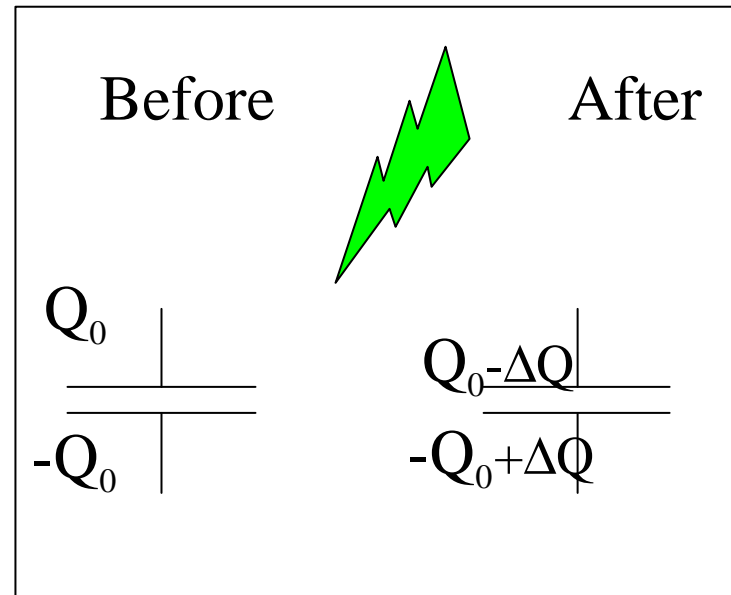 Before
After
Q₀
-Q₀
Q₀-ΔQ
-Q₀+ΔQ